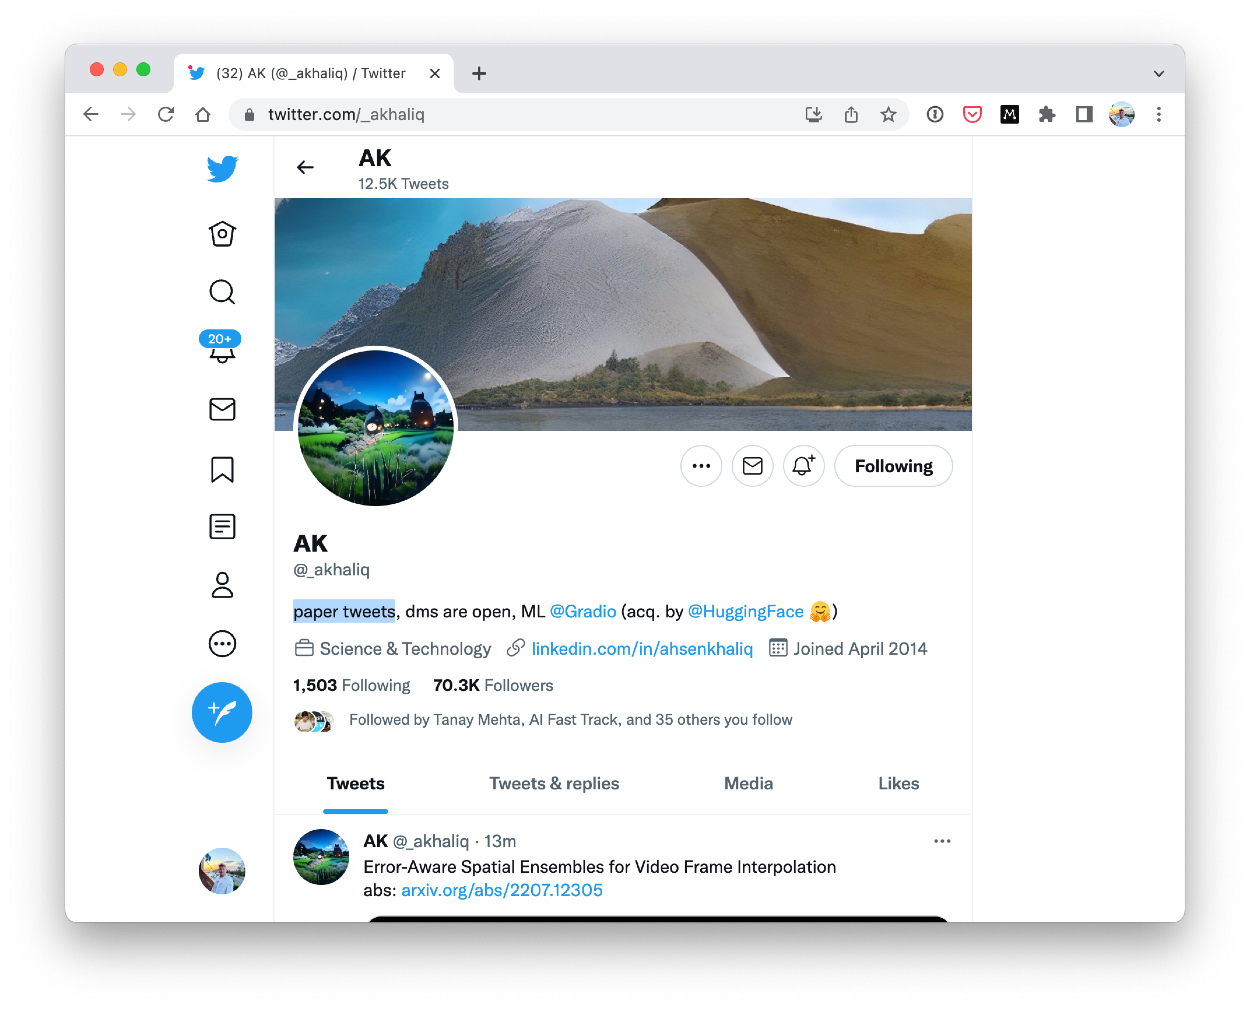 (32) AK (@_akhaliq) / Twitter
twitter.com/_akhaliq
AK
12.5K Tweets
20+
Following
AK
@_akhaliq
paper tweets, dms are open, ML @Gradio (acq. by @HuggingFace 🤗)
Science & Technology linkedin.com/in/ahsenkhaliq Joined April 2014
1,503 Following 70.3K Followers
Followed by Tanay Mehta, AI Fast Track, and 35 others you follow
Tweets Tweets & replies Media Likes
AK @_akhaliq · 13m
Error-Aware Spatial Ensembles for Video Frame Interpolation
abs: arxiv.org/abs/2207.12305